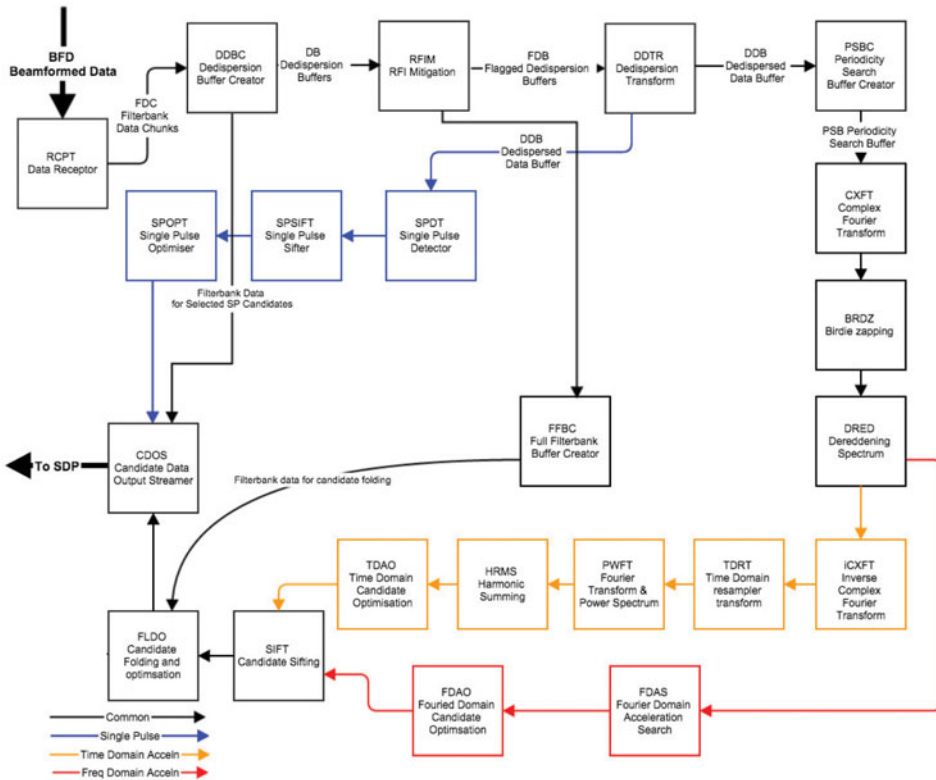 BFD
Beamformed Data
RCPT
Data Receptor
FDC
Filterbank
Data Chunks
DDBC
Dedispersion
Buffer Creator
DB
Dedispersion
Buffers
RFIM
RFI Mitigation
FDB
Flagged Dedispersion
Buffers
DDTR
Dedispersion
Transform
DDB
Dedispersed
Data Buffer
PSBC
Periodicity
Search
Buffer Creator
PSB Periodicity
Search Buffer
DDB
Dedispersed
Data Buffer
SPOPT
Single Pulse
Optimiser
SPSIFT
Single Pulse
Sifter
SPDT
Single Pulse
Detector
CXFT
Complex
Fourier
Transform
Filterbank Data
for Selected SP Candidates
BRDZ
Birdie zapping
To SDP
CDOS
Candidate Data
Output Streamer
FFBC
Full Filterbank
Buffer Creator
DRED
Dereddening
Spectrum
Filterbank data for candidate folding
TDAO
Time Domain
Candidate
Optimisation
HRMS
Harmonic
Summing
PWFT
Fourier
Transform &
Power Spectrum
TDRT
Time Domain
resampler
transform
iCXFT
Inverse
Complex
Fourier
Transform
FLDO
Candidate
Folding and
optimsation
SIFT
Candidate Sifting
FDAO
Fouried Domain
Candidate
Optimsation
FDAS
Fourier Domain
Acceleration
Search
Common
Single Pulse
Time Domain Acceln
Freq Domain Acceln